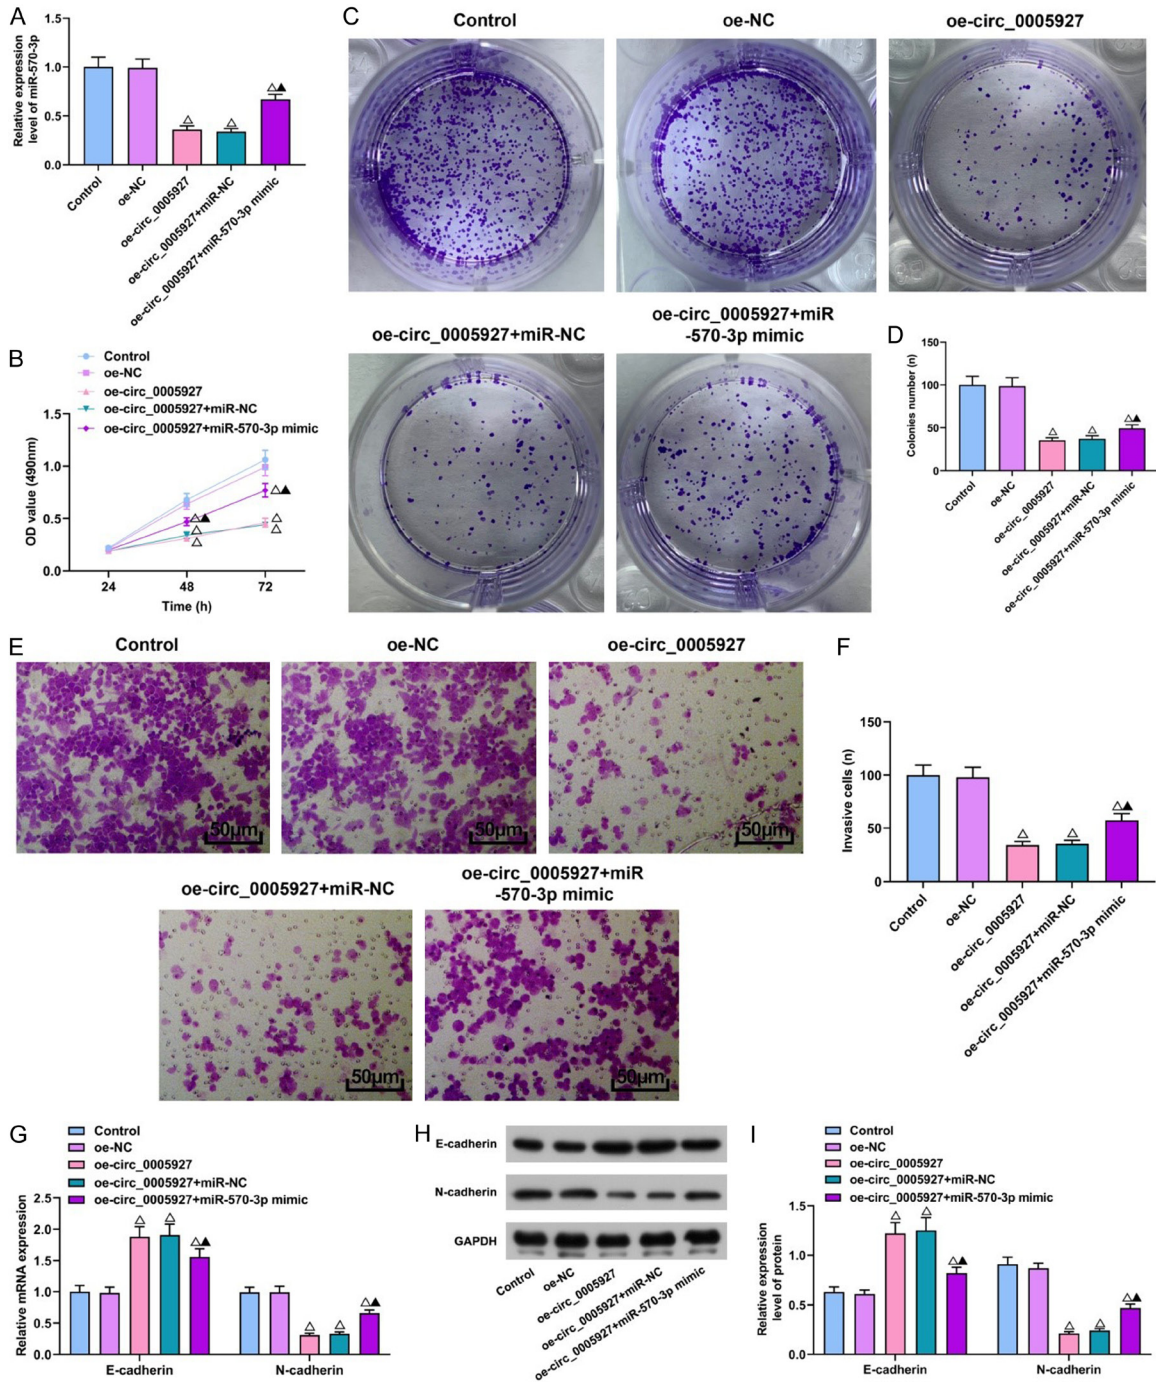 A
Relative expression
level of miR-570-3p
1.5
1.0
0.5
0.0
Control
oe-NC
oe-circ_0005927
oe-circ_0005927+miR-NC
oe-circ_0005927+miR-570-3p mimic
B
Control
oe-NC
oe-circ_0005927
oe-circ_0005927+miR-NC
oe-circ_0005927+miR-570-3p mimic
OD value (490nm)
1.5
1.0
0.5
0.0
24
48
72
Time (h)
C
Control
oe-NC
oe-circ_0005927
oe-circ_0005927+miR-NC
oe-circ_0005927+miR
-570-3p mimic
D
Colonies number (n)
150
100
50
0
Control
oe-NC
oe-circ_0005927
oe-circ_0005927+miR-NC
oe-circ_0005927+miR-570-3p mimic
E
Control
oe-NC
oe-circ_0005927
50μm
50μm
50μm
oe-circ_0005927+miR-NC
oe-circ_0005927+miR
-570-3p mimic
50μm
50μm
F
Invasive cells (n)
150
100
50
0
Control
oe-NC
oe-circ_0005927
oe-circ_0005927+miR-NC
oe-circ_0005927+miR-570-3p mimic
G
Control
oe-NC
oe-circ_0005927
oe-circ_0005927+miR-NC
oe-circ_0005927+miR-570-3p mimic
Relative mRNA expression
2.5
2.0
1.5
1.0
0.5
0.0
E-cadherin
N-cadherin
H
E-cadherin
N-cadherin
GAPDH
Control
oe-NC
oe-circ_0005927
oe-circ_0005927+miR-NC
oe-circ_0005927+miR-570-3p mimic
I
Control
oe-NC
oe-circ_0005927
oe-circ_0005927+miR-NC
oe-circ_0005927+miR-570-3p mimic
Relative expression
level of protein
1.5
1.0
0.5
0.0
E-cadherin
N-cadherin